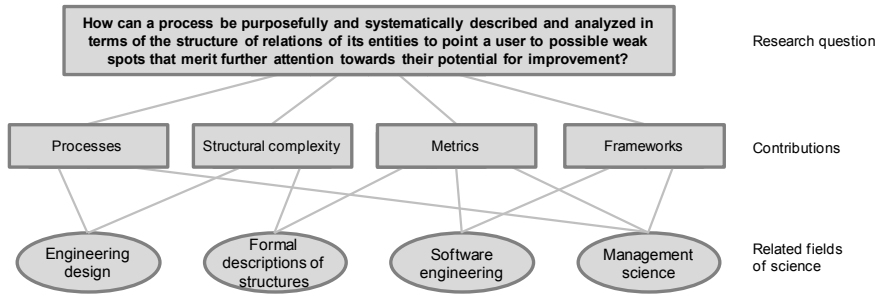 How can a process be purposefully and systematically described and analyzed in
terms of the structure of relations of its entities to point a user to possible weak
spots that merit further attention towards their potential for improvement?
Research question
Processes
Structural complexity
Metrics
Frameworks
Contributions
Engineering
design
Formal
descriptions of
structures
Software
engineering
Management
science
Related fields
of science